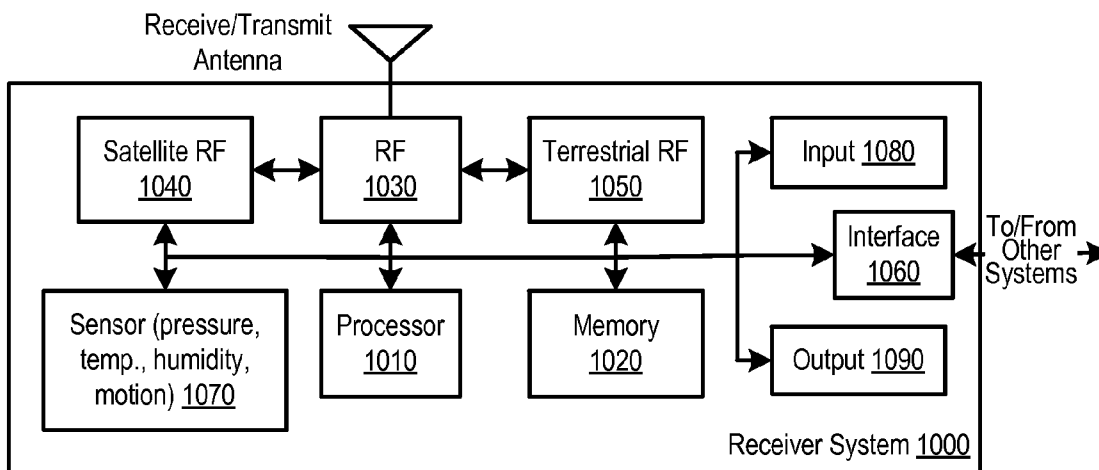 Receive/Transmit
Antenna
Satellite RF
1040
RF
1030
Terrestrial RF
1050
Input 1080
Interface
1060
To/From
Other
Systems
Sensor (pressure,
temp., humidity,
motion) 1070
Processor
1010
Memory
1020
Output 1090
Receiver System 1000